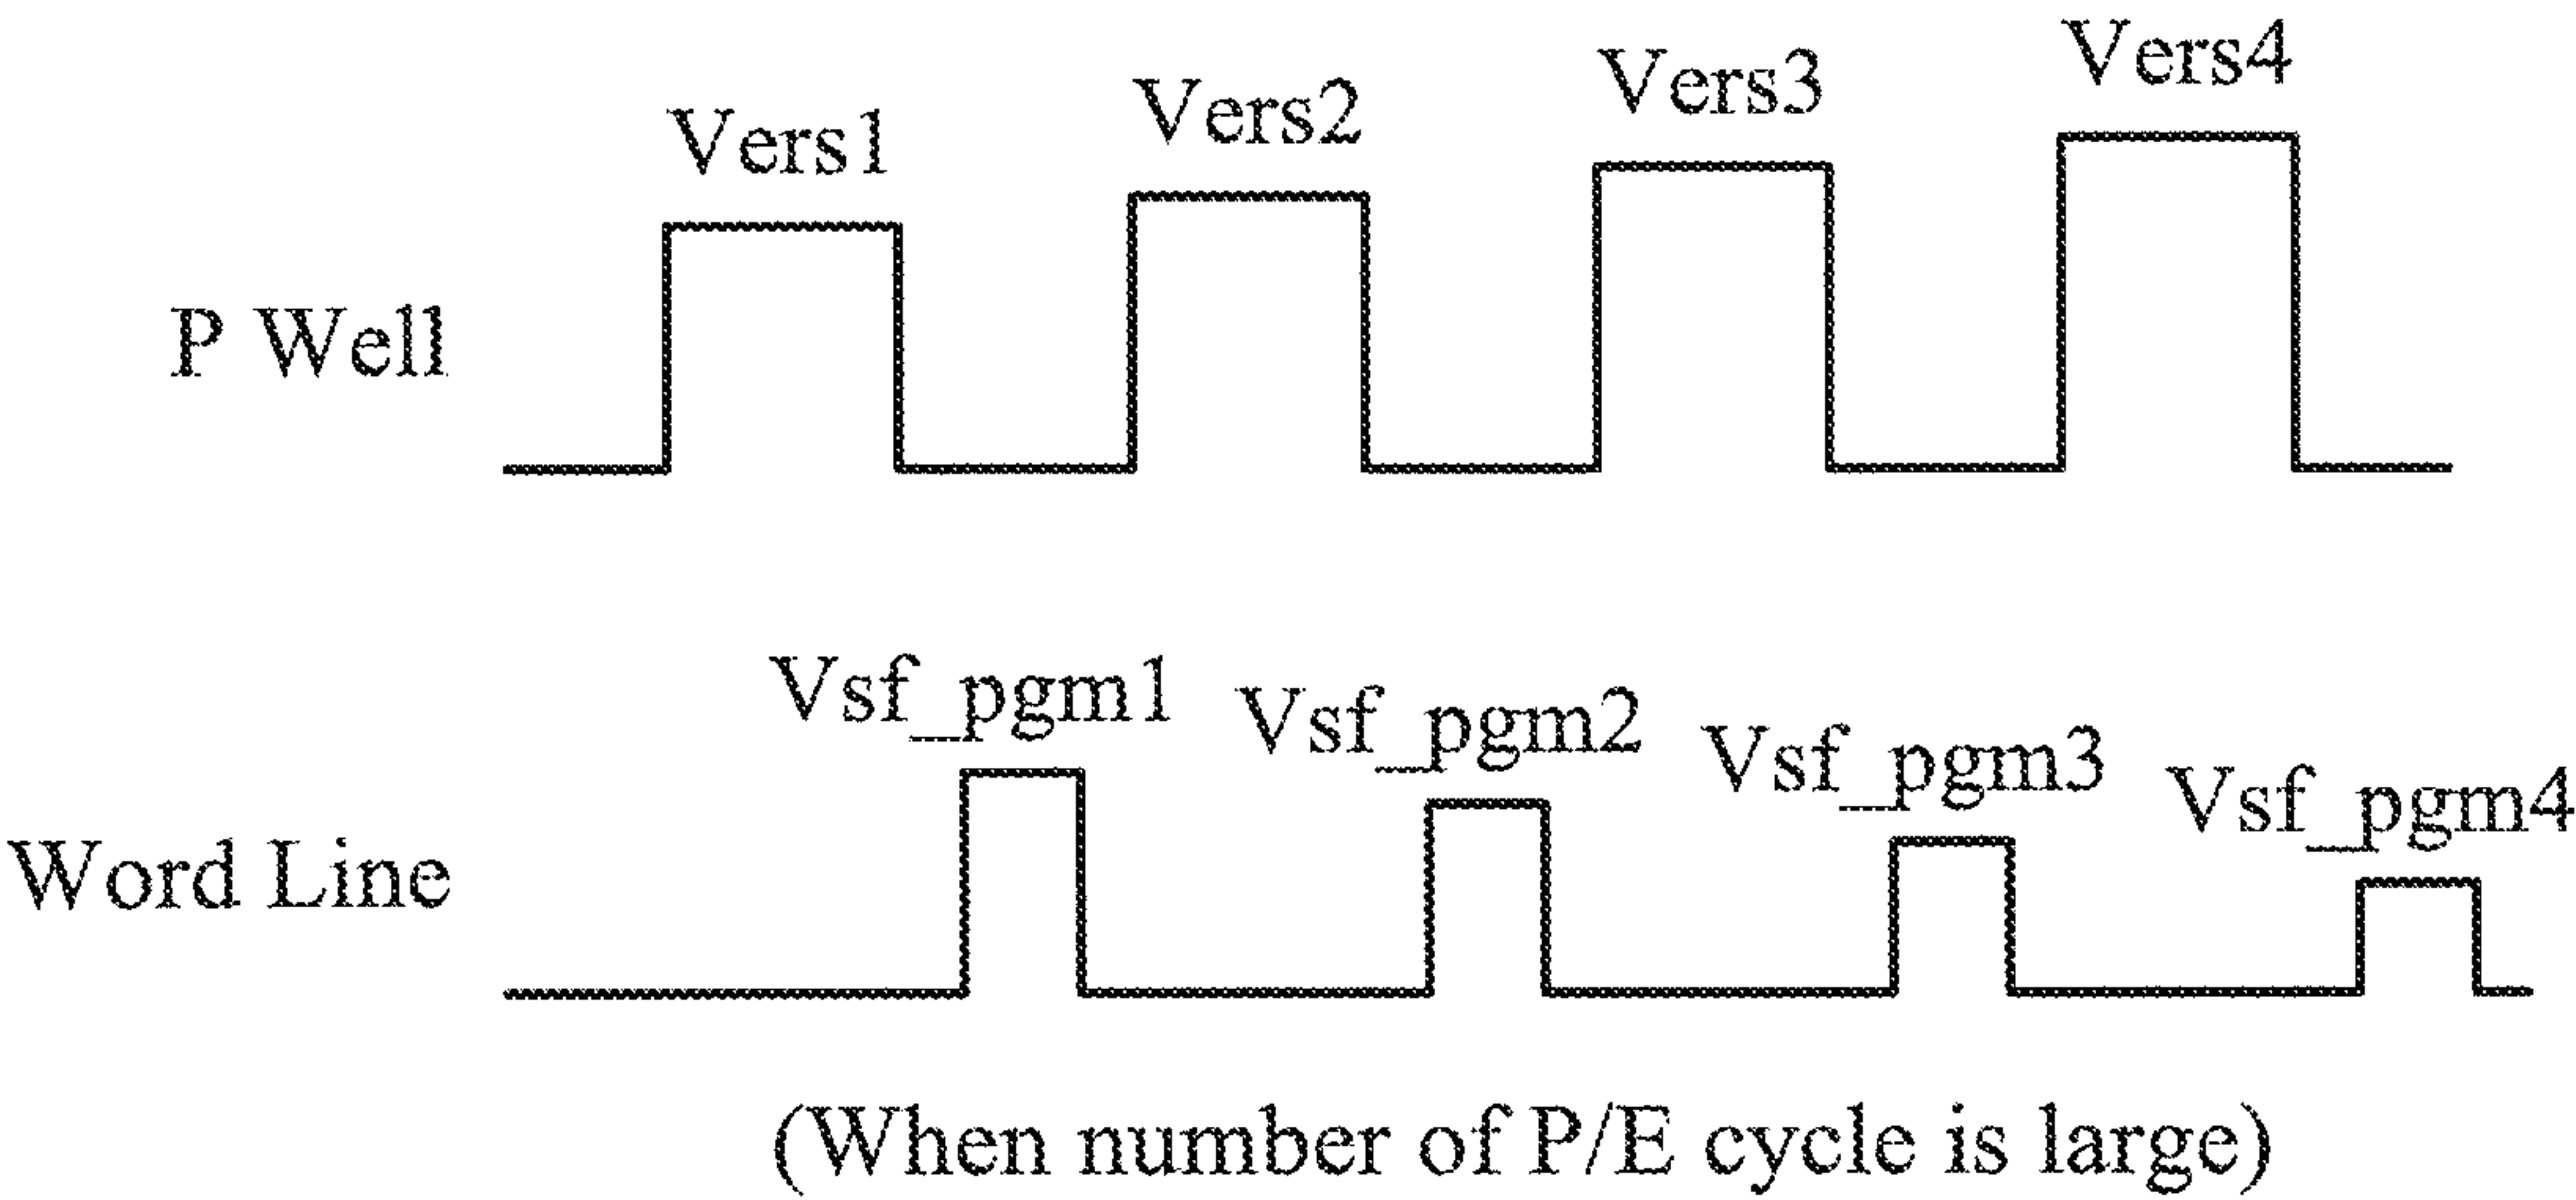 Vers1 Vers2 Vers3 Vers4
P Well
Vsf_pgm1 Vsf_pgm2 Vsf_pgm3 Vsf_pgm4
Word Line
(When number of P/E cycle is large)